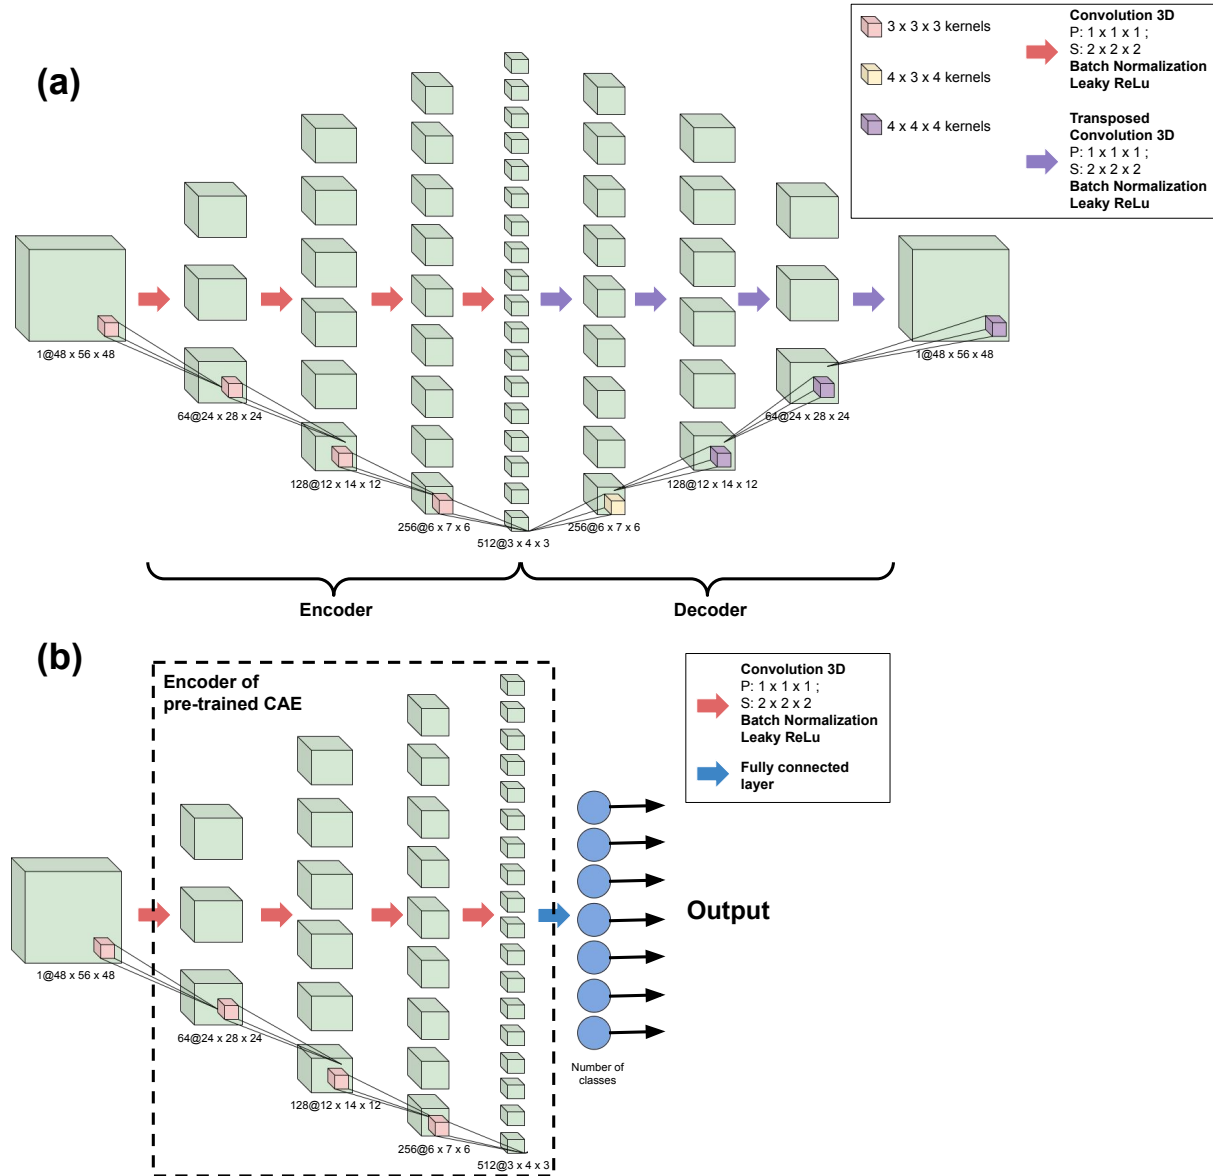 (a)
3 x 3 x 3 kernels
4 x 3 x 4 kernels
4 x 4 x 4 kernels
Convolution 3D
P: 1 x 1 x 1 ;
S: 2 x 2 x 2
Batch Normalization
Leaky ReLu
Transposed
Convolution 3D
P: 1 x 1 x 1 ;
S: 2 x 2 x 2
Batch Normalization
Leaky ReLu
1@48 x 56 x 48
64@24 x 28 x 24
128@12 x 14 x 12
256@6 x 7 x 6
512@3 x 4 x 3
256@6 x 7 x 6
128@12 x 14 x 12
64@24 x 28 x 24
1@48 x 56 x 48
Encoder
Decoder
(b)
Encoder of
pre-trained CAE
Convolution 3D
P: 1 x 1 x 1 ;
S: 2 x 2 x 2
Batch Normalization
Leaky ReLu
Fully connected
layer
1@48 x 56 x 48
64@24 x 28 x 24
128@12 x 14 x 12
256@6 x 7 x 6
512@3 x 4 x 3
Number of
classes
Output